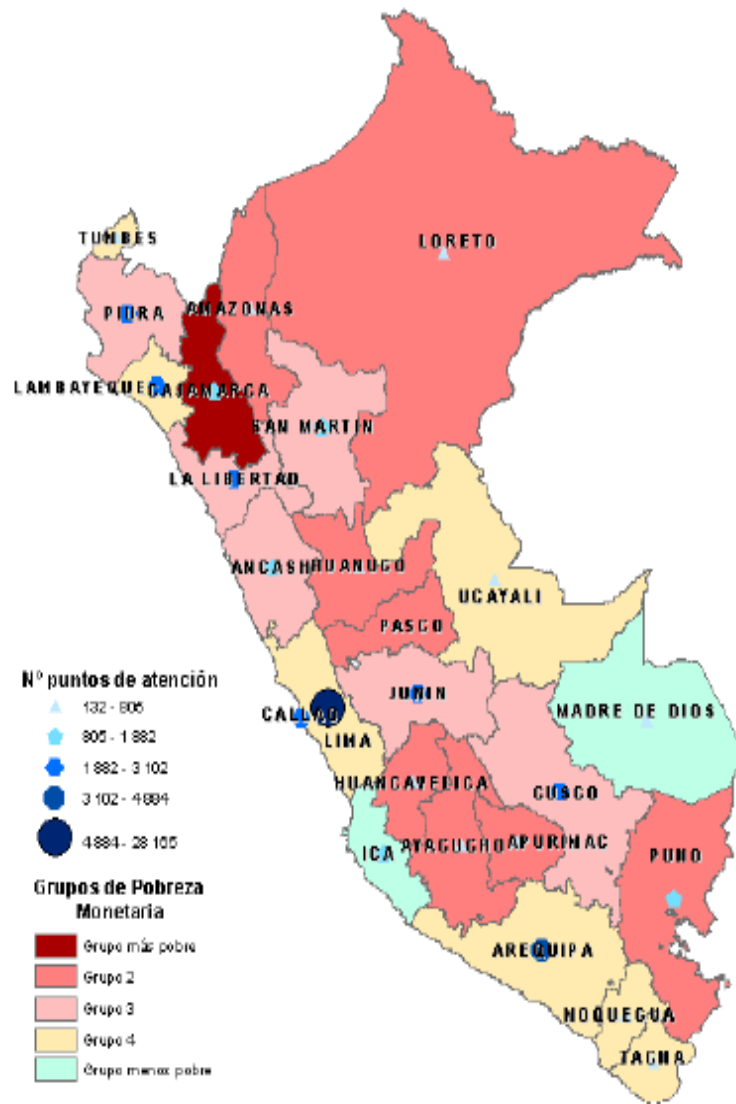 LORETO
TUMBES
PIURA
AMAZONAS
LAMBAYEQUE
CAJAMARCA
SAN MARTIN
LA LIBERTAD
ANCASH
HUANUCO
UCAYALI
PASCO
Nº puntos de atención
132 - 805
805 - 1 882
1 882 - 3 102
3 102 - 4 884
4 884 - 28 166
JUNIN
MADRE DE DIOS
CALLAO
LIMA
HUANCAVELICA
CUSCO
ICA
AYACUCHO
APURIMAC
PUNO
Grupos de Pobreza
Monetaria
Grupo más pobre
Grupo 2
Grupo 3
Grupo 4
Grupo menos pobre
AREQUIPA
MOQUEGUA
TACNA